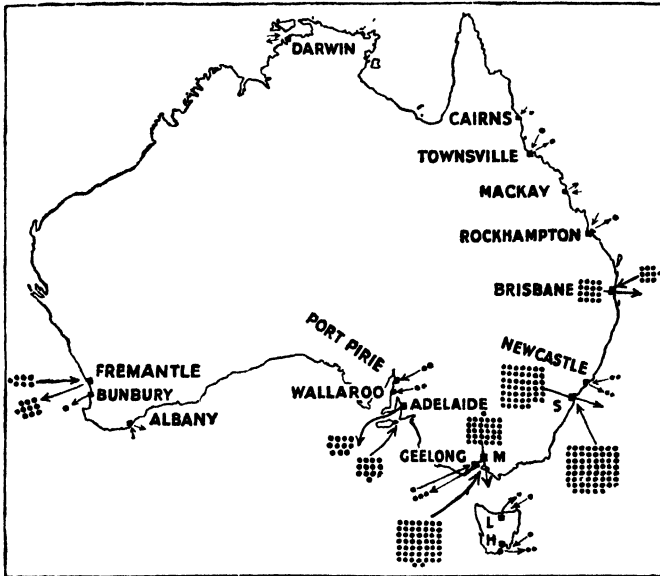 DARWIN
CAIRNS
TOWNSVILLE
MACKAY
ROCKHAMPTON
BRISBANE
PORT PIRIE
NEWCASTLE
FREMANTLE
WALLAROO
S
BUNBURY
ADELAIDE
ALBANY
GEELONG
M
L
H